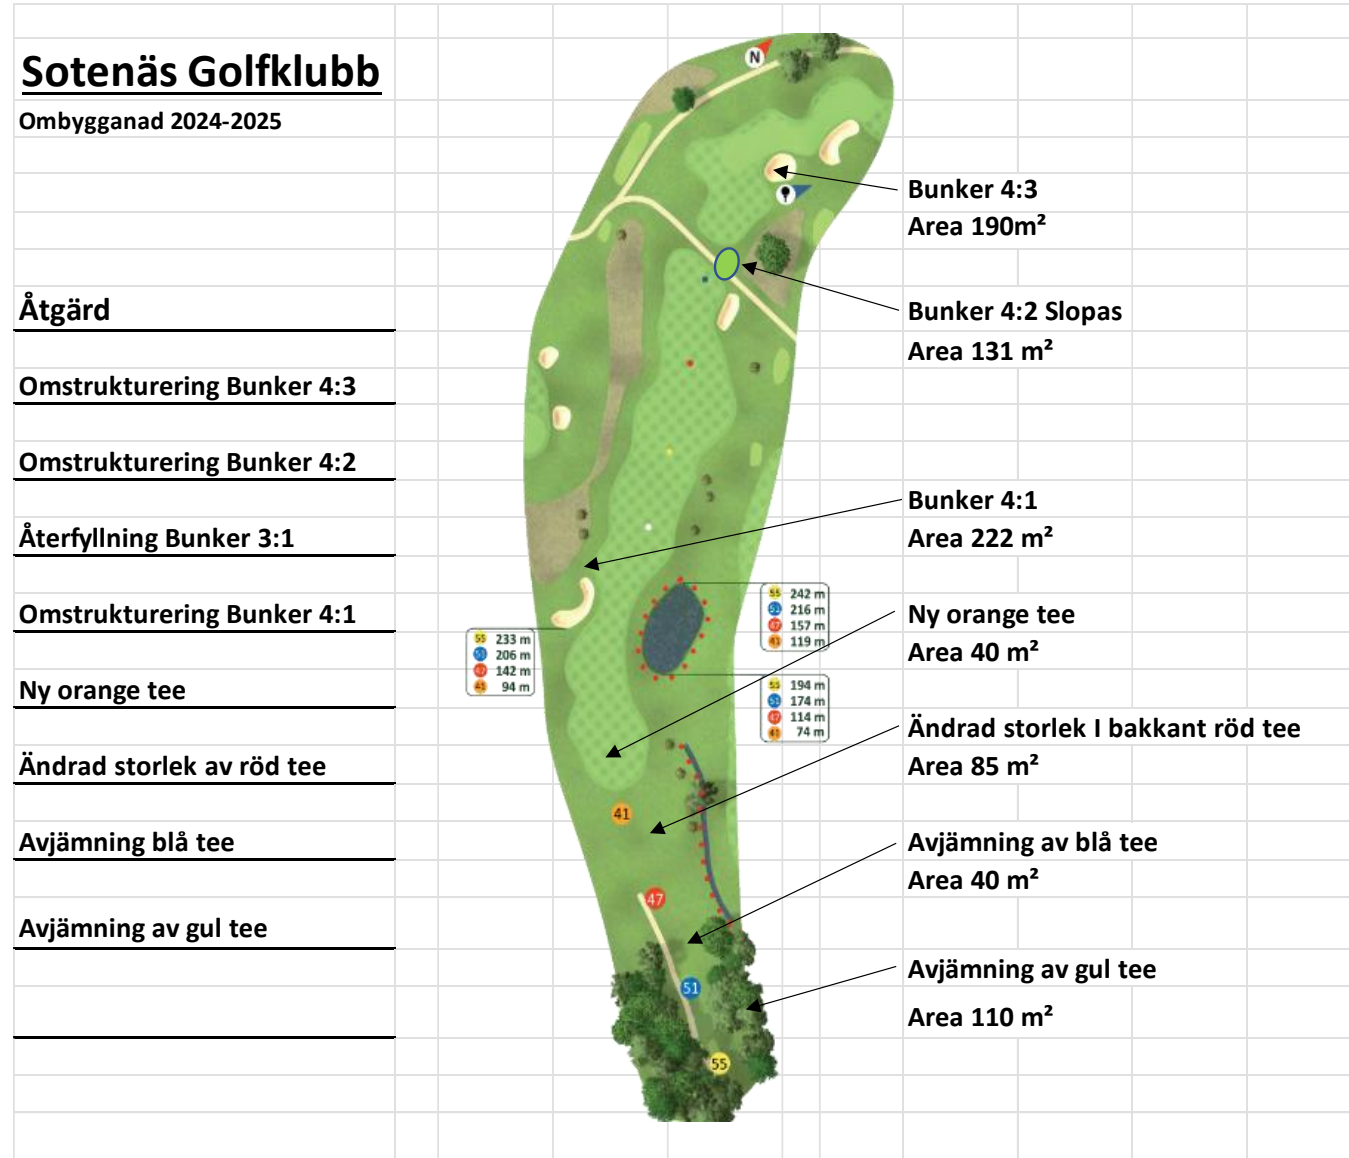 Sotenäs Golfklubb
Ombygganad 2024-2025
Åtgärd
Omstrukturering Bunker 4:3
Omstrukturering Bunker 4:2
Återfyllning Bunker 3:1
Omstrukturering Bunker 4:1
Ny orange tee
Ändrad storlek av röd tee
Avjämning blå tee
Avjämning av gul tee
N
Bunker 4:3
Area 190m²
Bunker 4:2 Slopas
Area 131 m²
Bunker 4:1
Area 222 m²
55 242 m
51 216 m
47 157 m
41 119 m
55 233 m
51 206 m
47 142 m
41 94 m
55 194 m
51 174 m
47 114 m
41 74 m
Ny orange tee
Area 40 m²
Ändrad storlek I bakkant röd tee
Area 85 m²
Avjämning av blå tee
Area 40 m²
Avjämning av gul tee
Area 110 m²
41
47
51
55